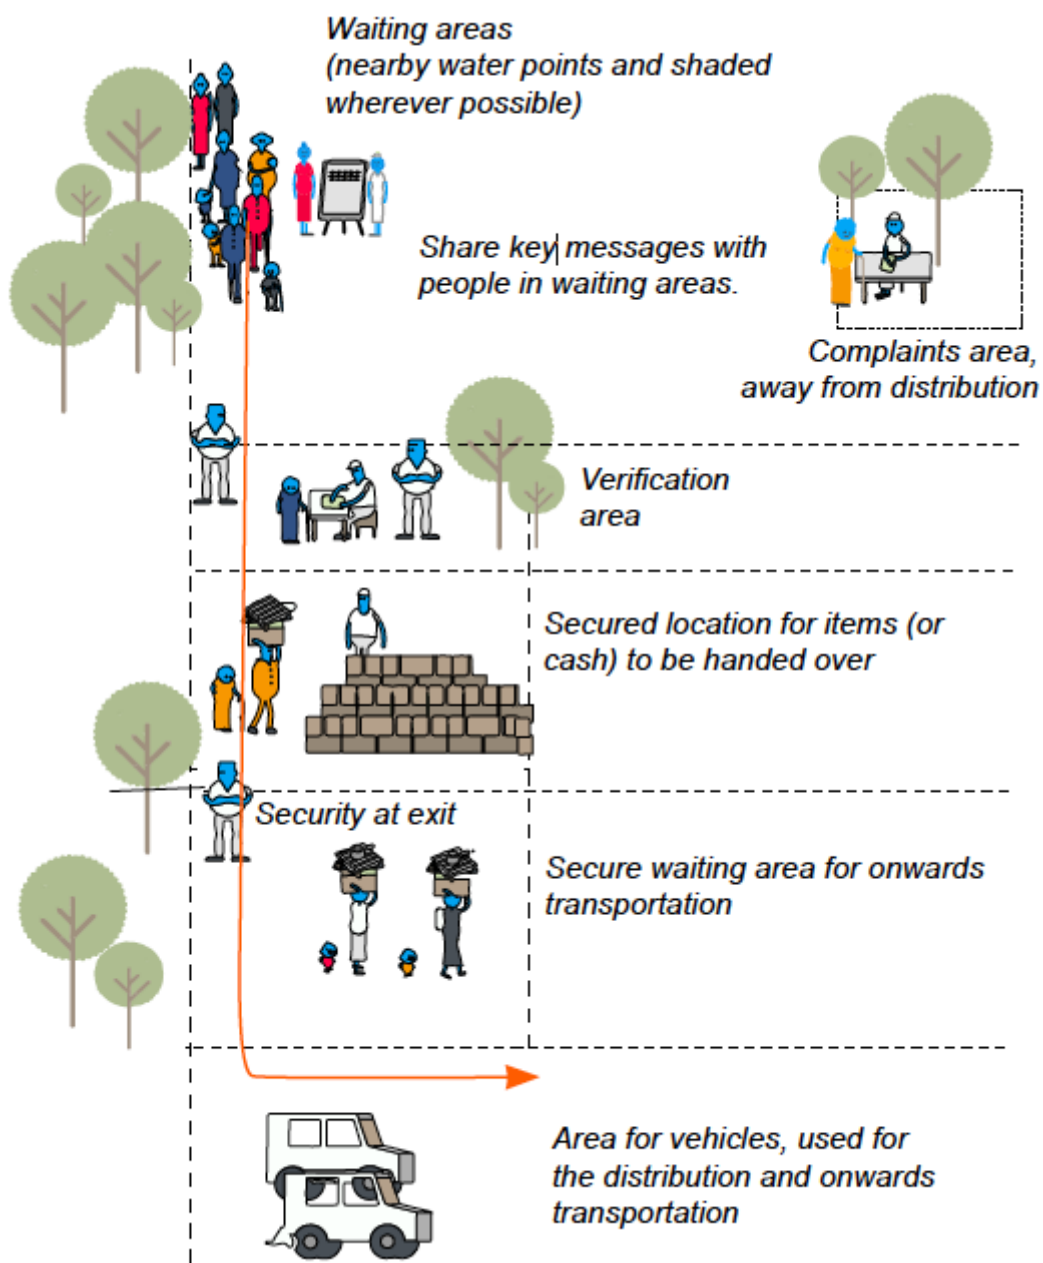 Waiting areas
(nearby water points and shaded
wherever possible)
Share key messages with
people in waiting areas.
Complaints area,
away from distribution
Verification
area
Secured location for items (or
cash) to be handed over
Security at exit
Secure waiting area for onwards
transportation
Area for vehicles, used for
the distribution and onwards
transportation